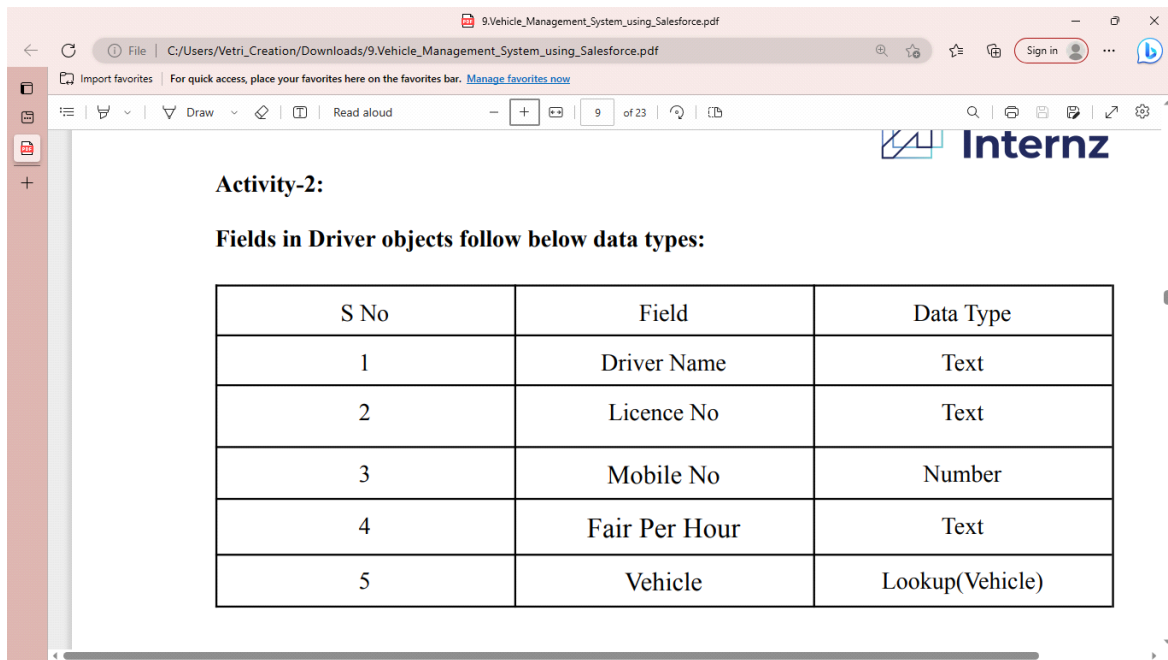 9.Vehicle_Management_System_using_Salesforce.pdf
File C:/Users/Vetri_Creation/Downloads/9.Vehicle_Management_System_using_Salesforce.pdf Sign in
Import favorites For quick access, place your favorites here on the favorites bar. Manage favorites now
Draw Read aloud 9 of 23
Internz
Activity-2:
Fields in Driver objects follow below data types:
S No Field Data Type
1 Driver Name Text
2 Licence No Text
3 Mobile No Number
4 Fair Per Hour Text
5 Vehicle Lookup(Vehicle)